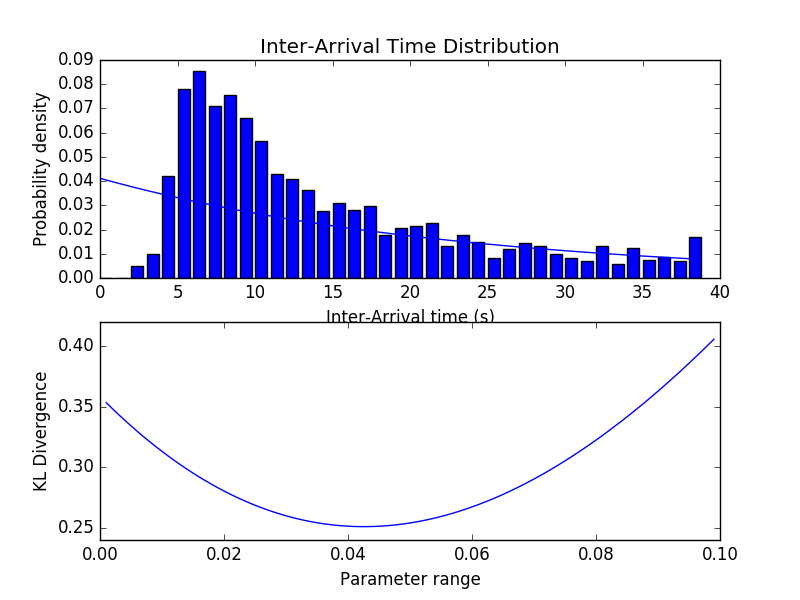 Inter-Arrival Time Distribution
0.09
0.08
0.07
0.06
0.05
0.04
0.03
0.02
0.01
0.00
Probability density
0 5 10 15 20 25 30 35 40
Inter-Arrival time (s)
0.40
0.35
0.30
0.25
KL Divergence
0.00 0.02 0.04 0.06 0.08 0.10
Parameter range